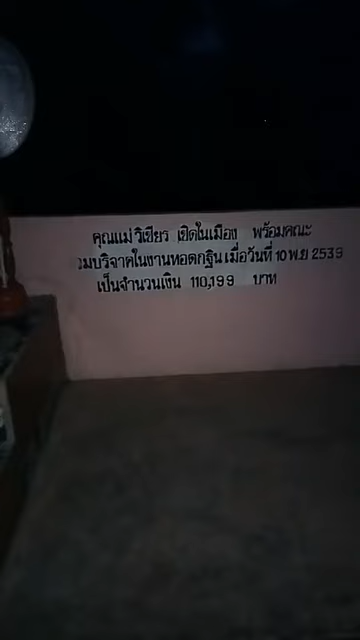 คุณแม่วิเชียร เชิดในเมือง พร้อมคณะ
ร่วมบริจาคในงานทอดกฐิน เมื่อวันที่ 10 พ.ย 2539
เป็นจำนวนเงิน 110,199 บาท